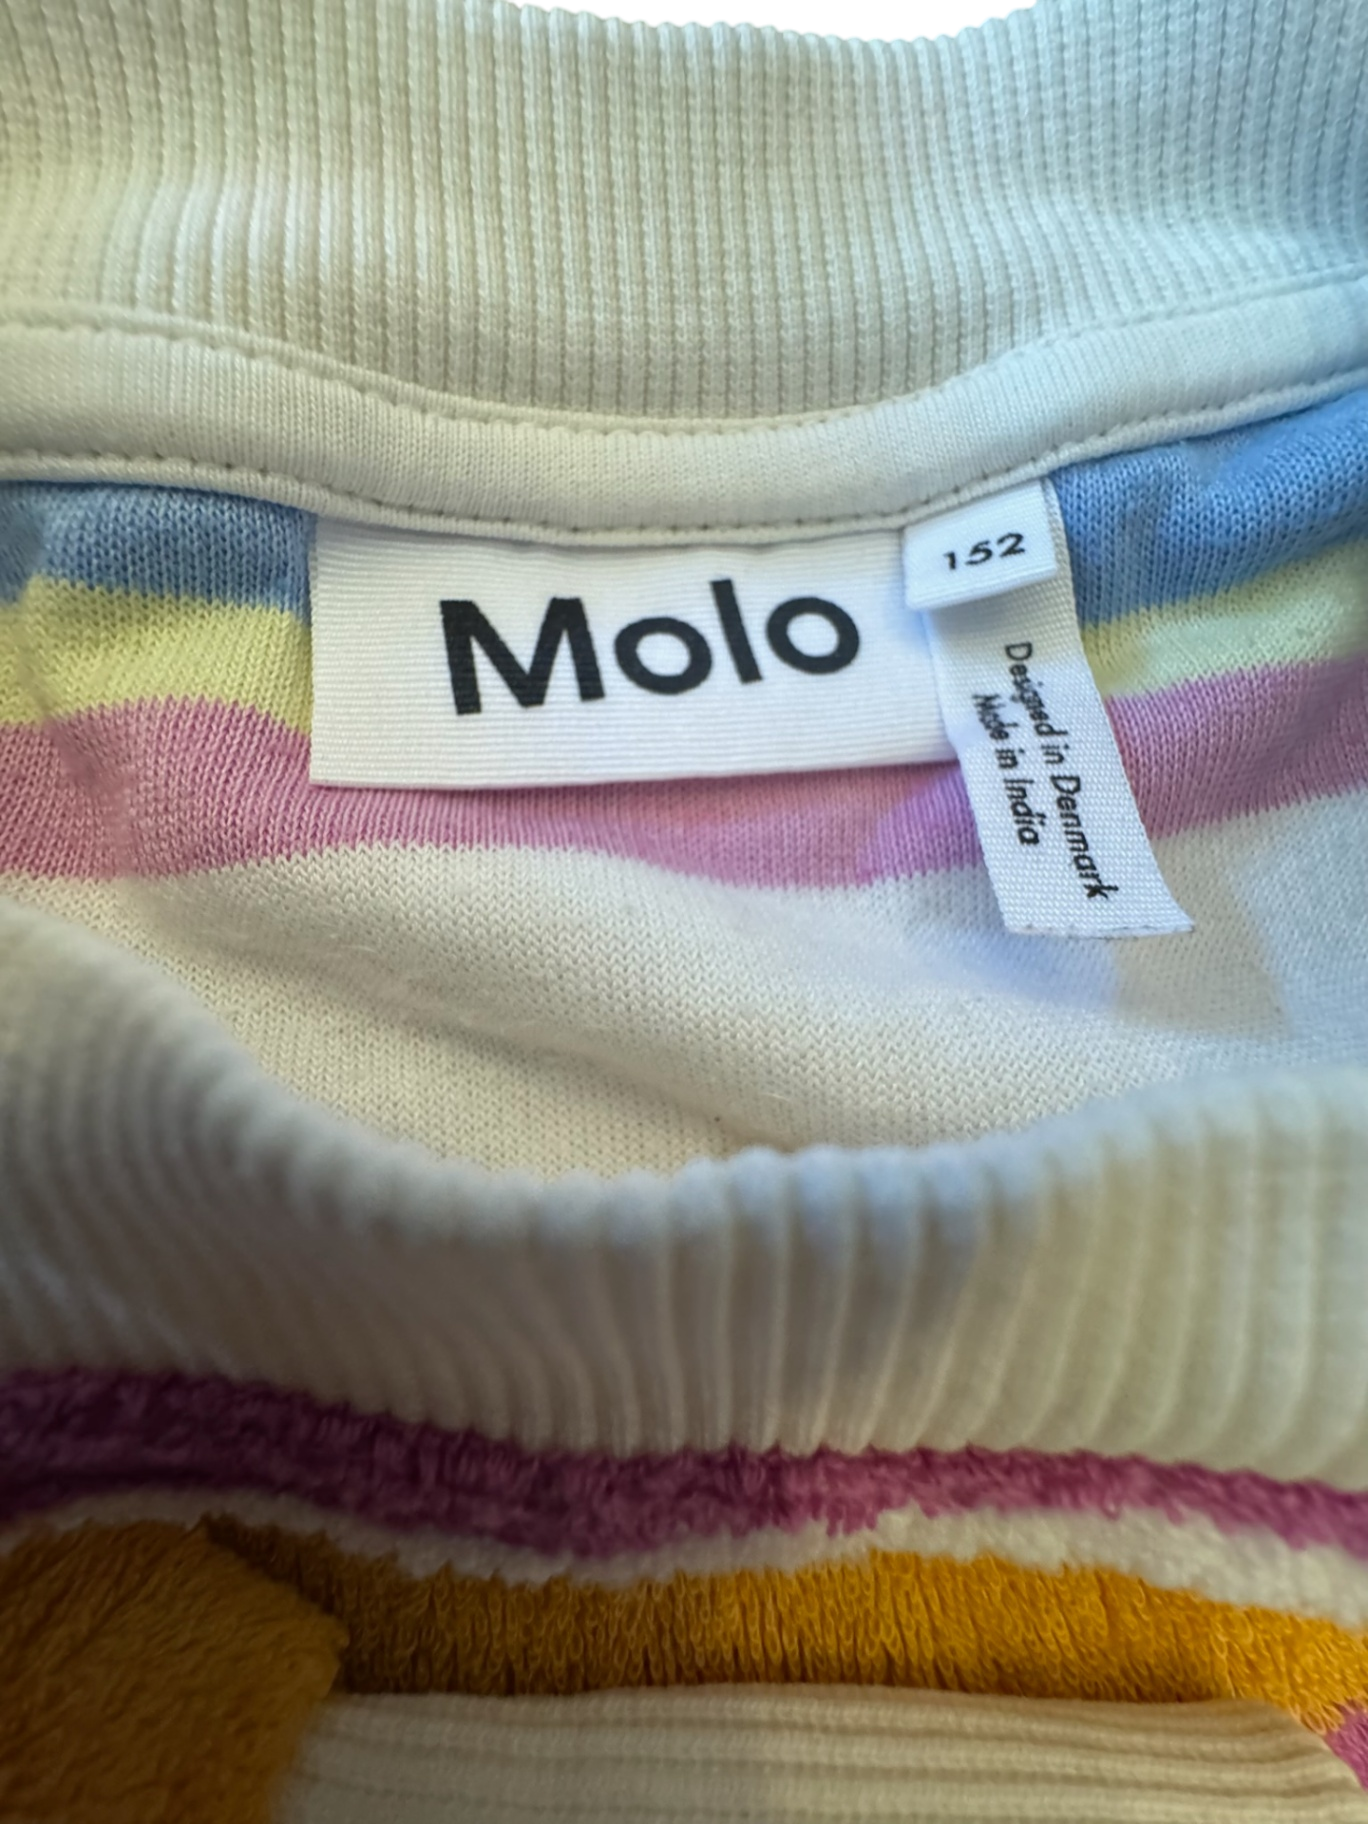 Molo
152
Designed in Denmark
Made in India